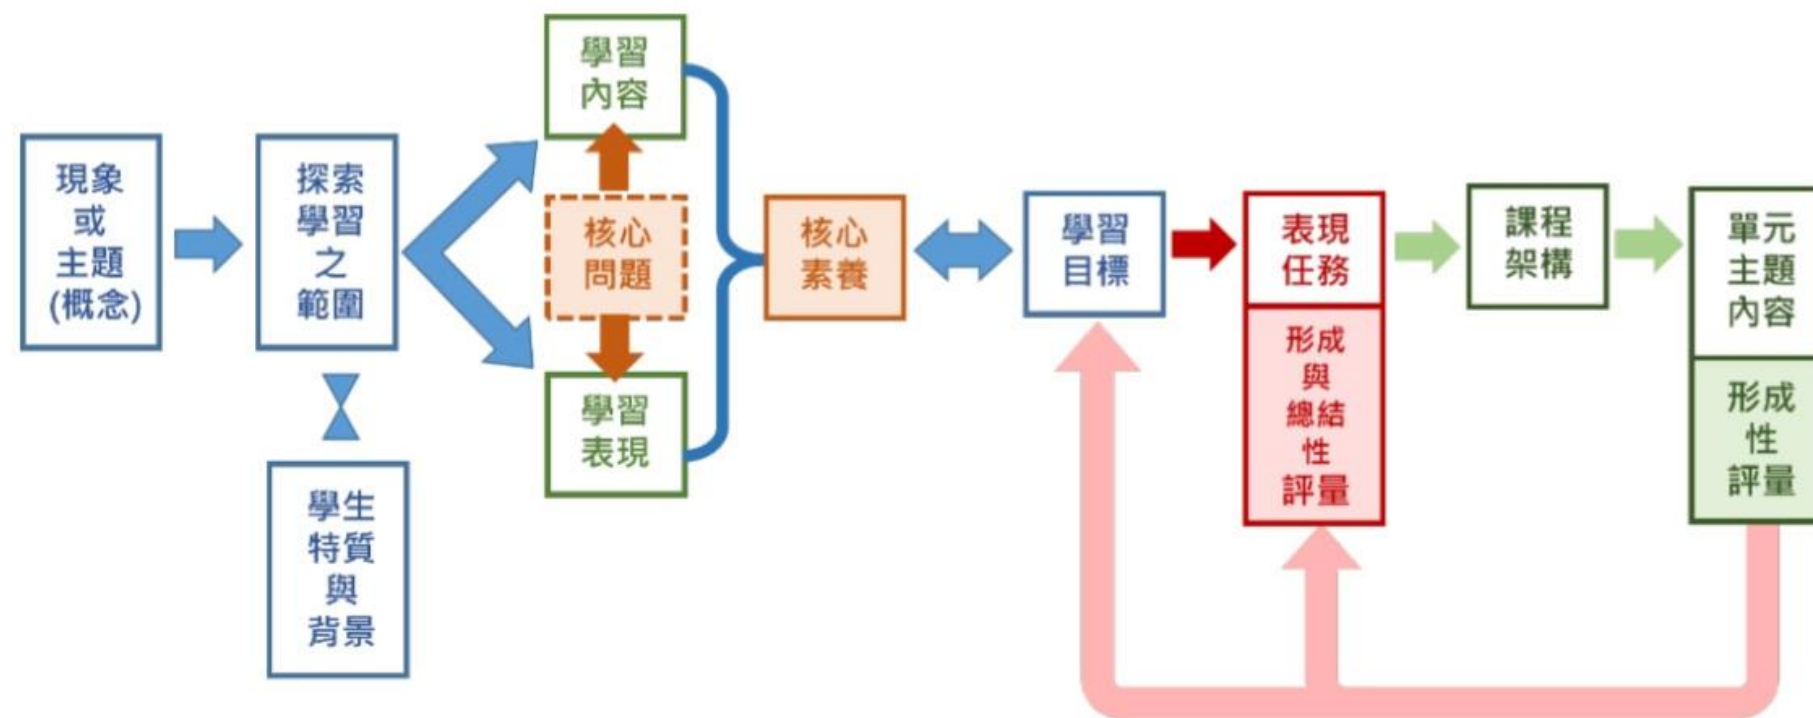 現象
或
主題
(概念)
探索
學習
之
範圍
學生
特質
與
背景
學習
內容
核心
問題
學習
表現
核心
素養
學習
目標
表現
任務
形成
與
總結
性
評量
課程
架構
單元
主題
內容
形成
性
評量